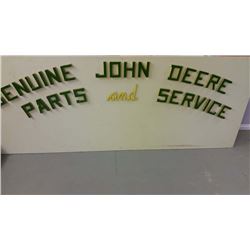 GENUINE JOHN DEERE
PARTS and SERVICE